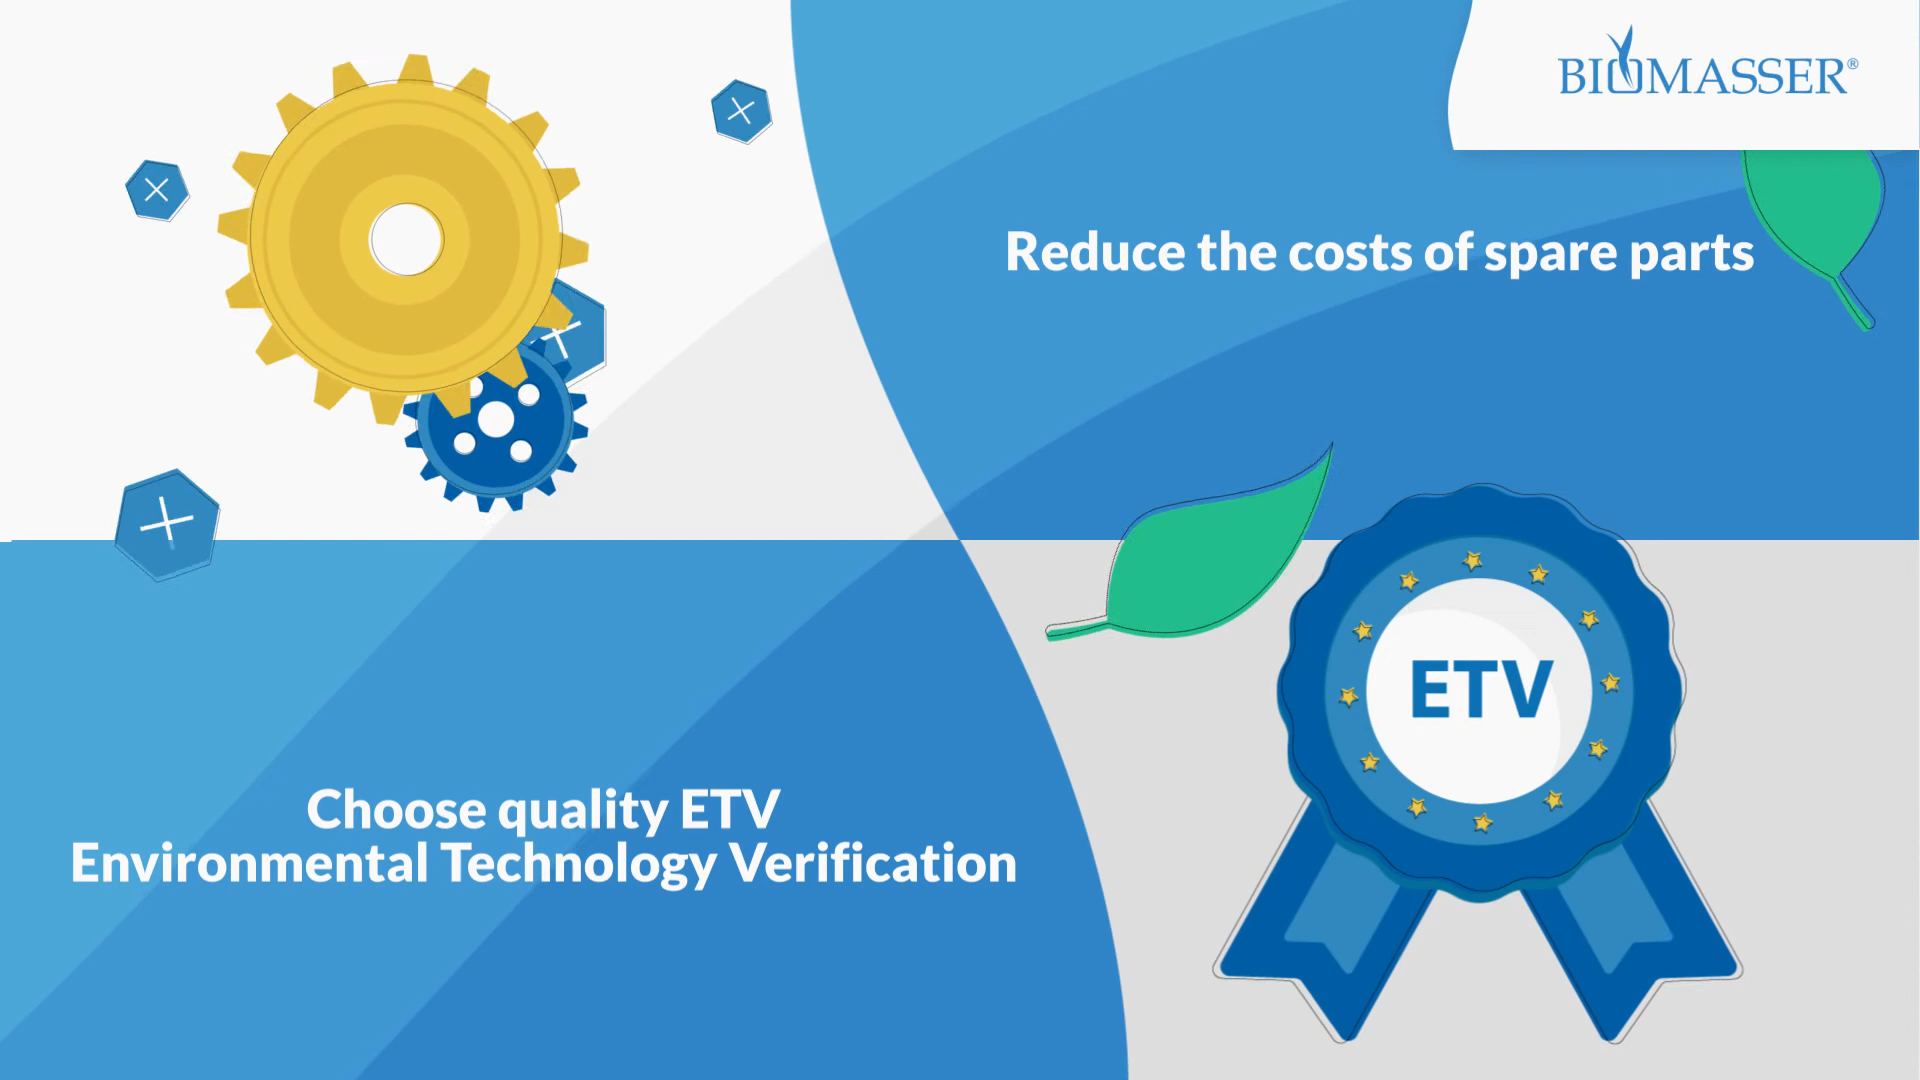 BIOMASSER®
Reduce the costs of spare parts
ETV
Choose quality ETV
Environmental Technology Verification